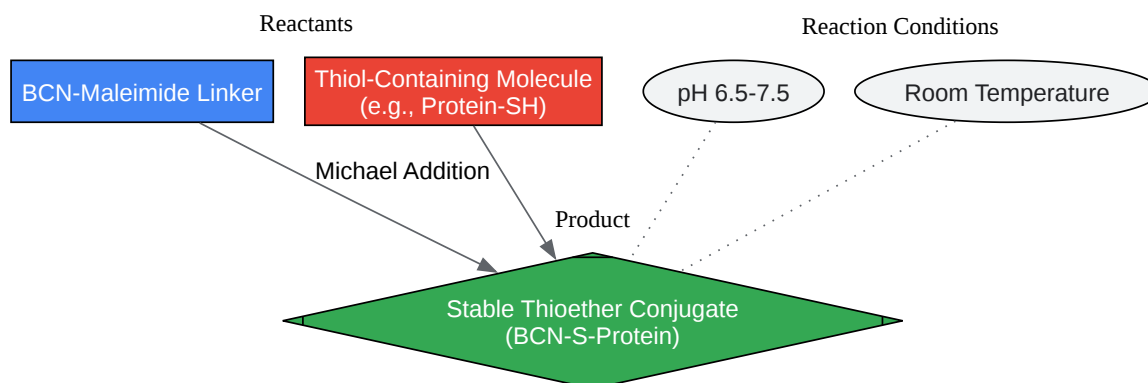 Reactants
Reaction Conditions
BCN-Maleimide Linker
Thiol-Containing Molecule
(e.g., Protein-SH)
pH 6.5-7.5
Room Temperature
Michael Addition
Product
Stable Thioether Conjugate
(BCN-S-Protein)